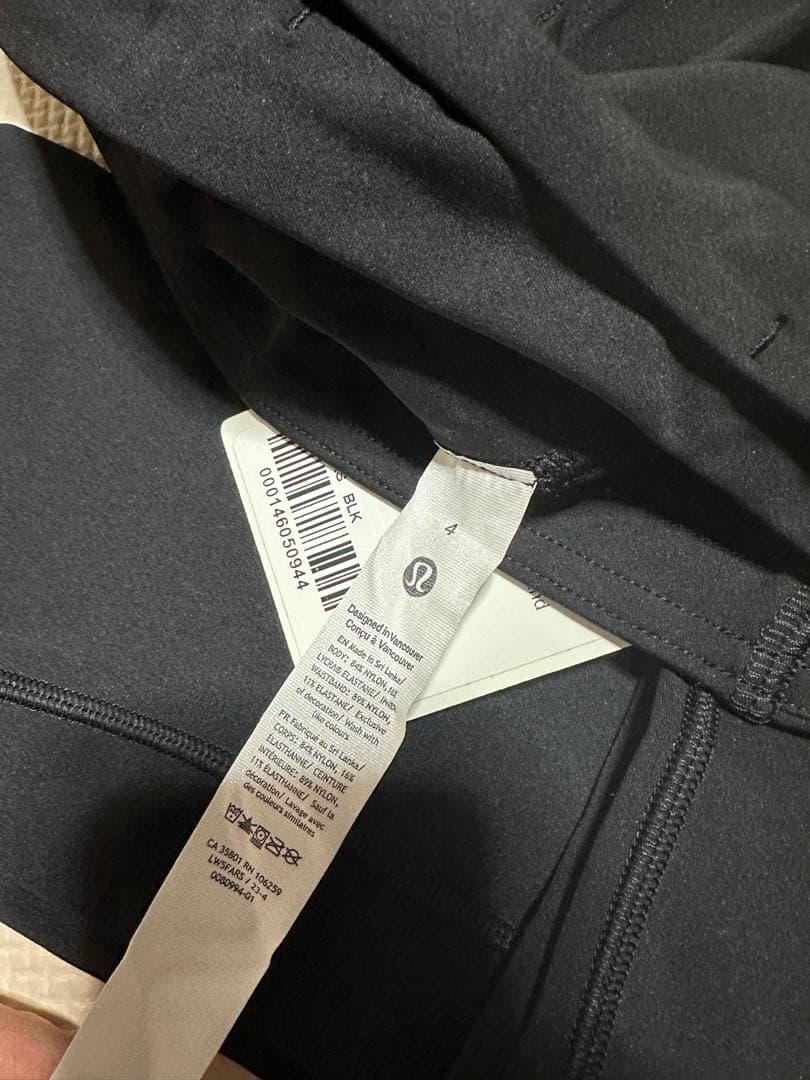 BLK
000146050944
4
Designed in Vancouver
Conçu à Vancouver
EN Made in Sri Lanka/
BODY: 84% NYLON, 16%
LYCRA® ELASTANE/ INNER
WAISTBAND: 89% NYLON,
11% ELASTANE/ Exclusive
of decoration/ Wash with
like colours
FR Fabriqué au Sri Lanka/
CORPS: 84% NYLON, 16%
ÉLASTHANNE/ CEINTURE
INTÉRIEURE: 89% NYLON,
11% ÉLASTHANNE/ Sauf la
décoration/ Lavage avec
des couleurs similaires
CA 35801 RN 106259
LW5FARS / 23-4
0080994-01